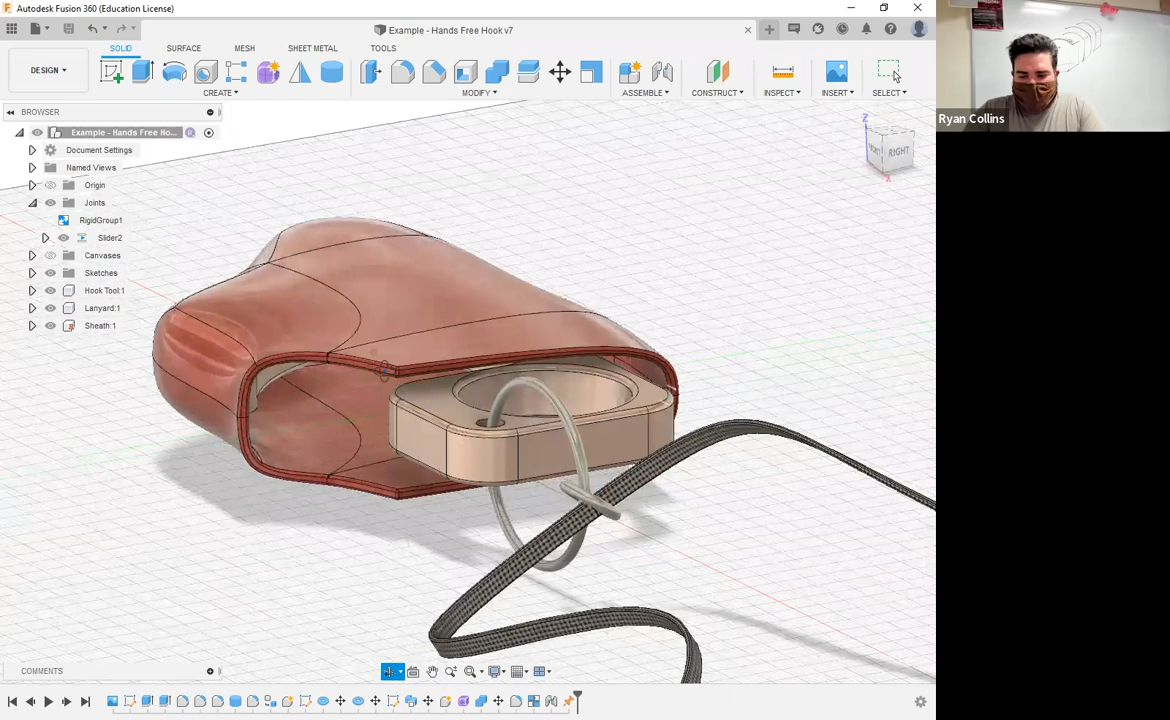 Autodesk Fusion 360 (Education License)
Example - Hands Free Hook v7
DESIGN
SOLID
SURFACE
MESH
SHEET METAL
TOOLS
CREATE
MODIFY
ASSEMBLE
CONSTRUCT
INSPECT
INSERT
SELECT
Ryan Collins
BROWSER
Example - Hands Free Ho...
Document Settings
Named Views
Origin
Joints
RigidGroup1
Slider2
Canvases
Sketches
Hook Tool:1
Lanyard:1
Sheath:1
Z
RIGHT
X
COMMENTS